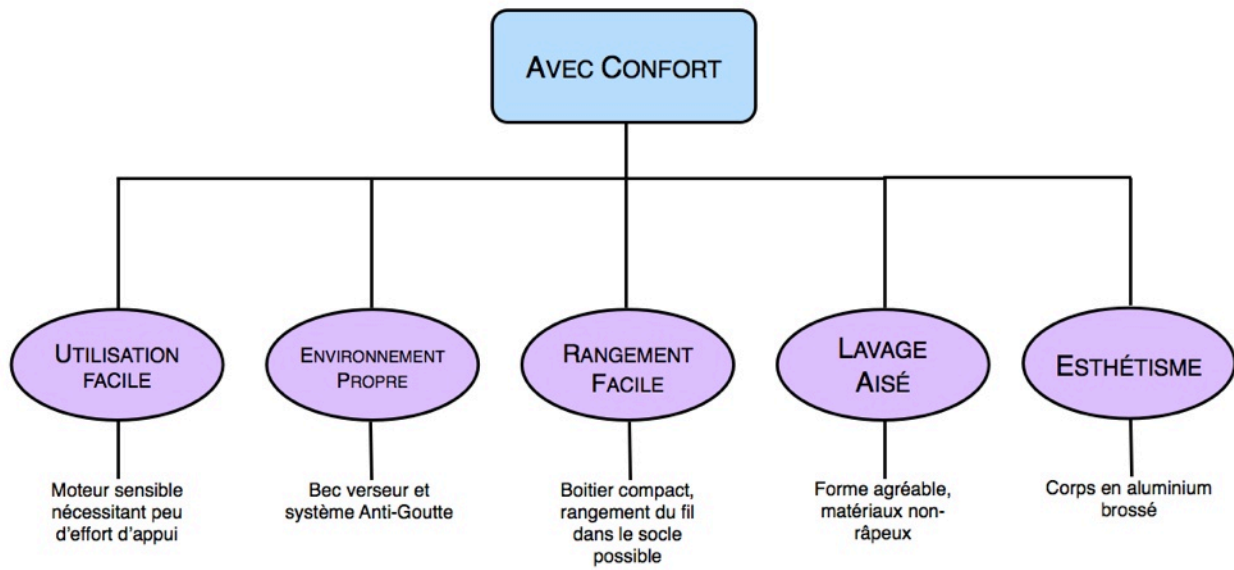 AVEC CONFORT
UTILISATION
FACILE
ENVIRONNEMENT
PROPRE
RANGEMENT
FACILE
LAVAGE
AISÉ
ESTHÉTISME
Moteur sensible
nécessitant peu
d'effort d'appui
Bec verseur et
système Anti-Goutte
Boitier compact,
rangement du fil
dans le socle
possible
Forme agréable,
matériaux non-
râpeux
Corps en aluminium
brossé